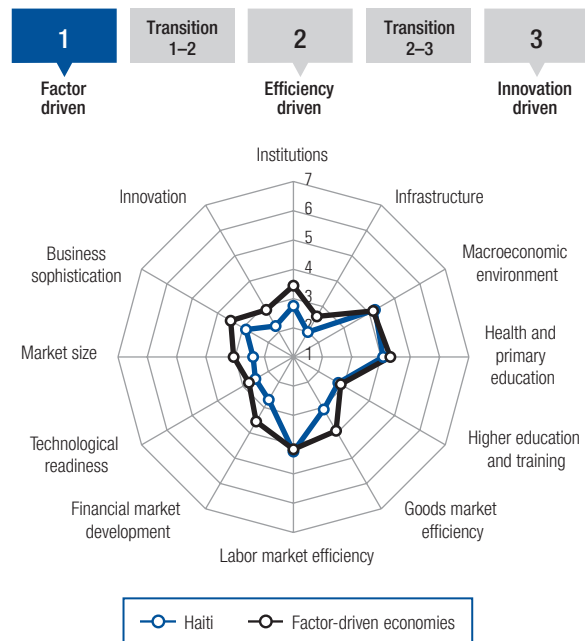 1
Transition
1–2
2
Transition
2–3
3
Factor
driven
Efficiency
driven
Innovation
driven
Institutions
Infrastructure
Macroeconomic
environment
Health and
primary
education
Higher education
and training
Goods market
efficiency
Labor market efficiency
Financial market
development
Technological
readiness
Market size
Business
sophistication
Innovation
7
6
5
4
3
2
1
Haiti
Factor-driven economies